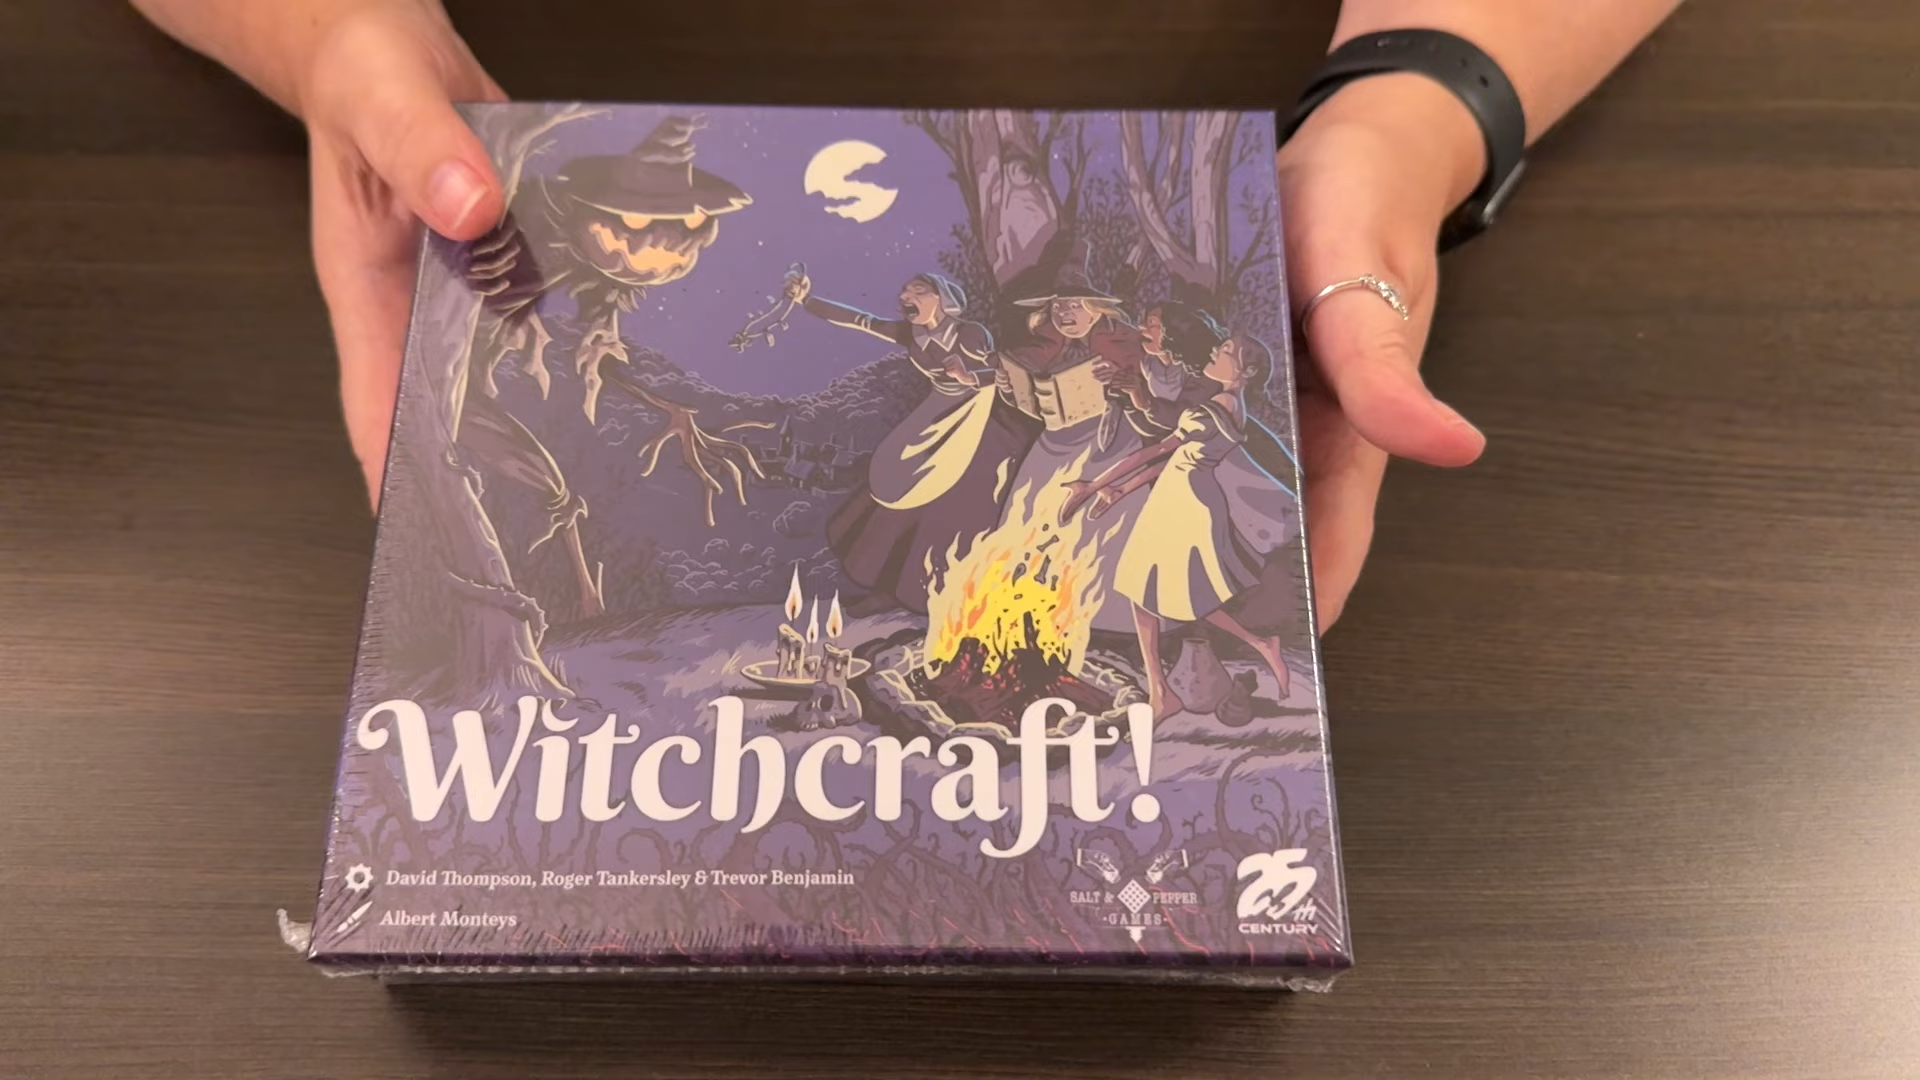 Witchcraft!
David Thompson, Roger Tankersley & Trevor Benjamin
Albert Monteys
SALT & PEPPER
·GAMES·
25th
CENTURY